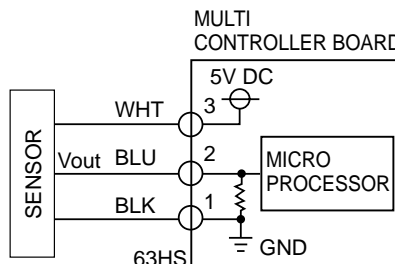 MULTI
CONTROLLER BOARD
5V DC
WHT 3
SENSOR
Vout BLU 2
MICRO
PROCESSOR
BLK 1
GND
63HS